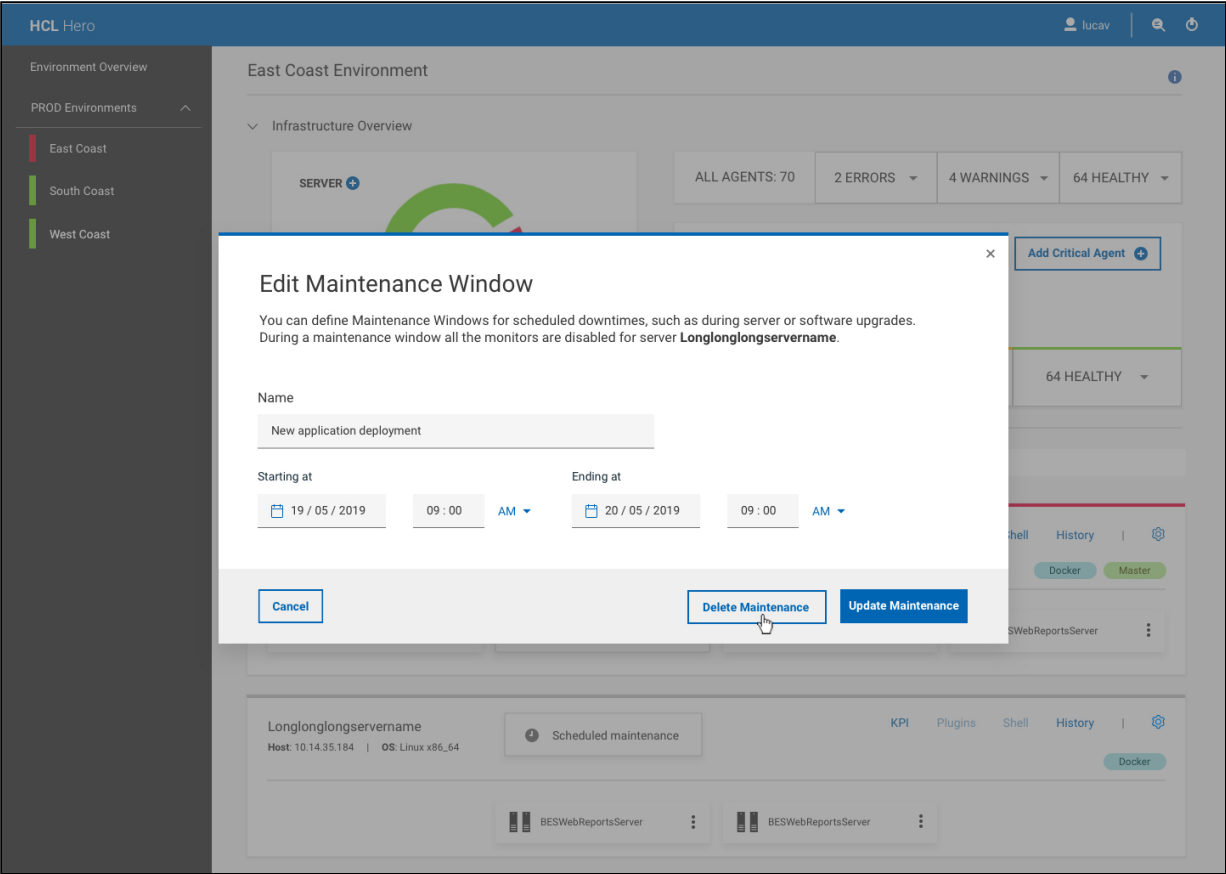 HCL Hero
lucav
Environment Overview
PROD Environments
East Coast
South Coast
West Coast
East Coast Environment
Infrastructure Overview
SERVER
ALL AGENTS: 70
2 ERRORS
4 WARNINGS
64 HEALTHY
Add Critical Agent
64 HEALTHY
Edit Maintenance Window
You can define Maintenance Windows for scheduled downtimes, such as during server or software upgrades.
During a maintenance window all the monitors are disabled for server Longlonglongservername.
Name
New application deployment
Starting at
Ending at
19 / 05 / 2019
09 : 00
AM
20 / 05 / 2019
09 : 00
AM
Cancel
Delete Maintenance
Update Maintenance
hell
History
|
Docker
Master
SWebReportsServer
Longlonglongservername
Host: 10.14.35.184 | OS: Linux x86_64
Scheduled maintenance
KPI
Plugins
Shell
History
|
Docker
BESWebReportsServer
BESWebReportsServer